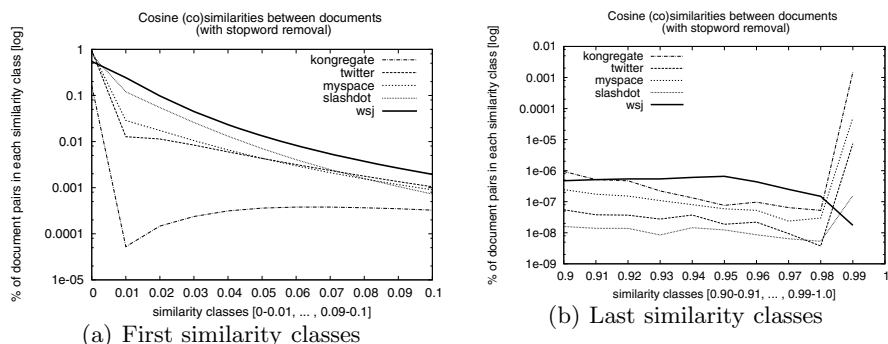 Cosine (co)similarities between documents
(with stopword removal)
% of document pairs in each similarity class [log]
1
0.1
0.01
0.001
0.0001
1e-05
kongregate
twitter
myspace
slashdot
wsj
0 0.01 0.02 0.03 0.04 0.05 0.06 0.07 0.08 0.09 0.1
similarity classes [0-0.01, ... , 0.09-0.1]
(a) First similarity classes
Cosine (co)similarities between documents
(with stopword removal)
% of document pairs in each similarity class [log]
0.01
0.001
0.0001
1e-05
1e-06
1e-07
1e-08
1e-09
kongregate
twitter
myspace
slashdot
wsj
0.9 0.91 0.92 0.93 0.94 0.95 0.96 0.97 0.98 0.99 1
similarity classes [0.90-0.91, ... , 0.99-1.0]
(b) Last similarity classes